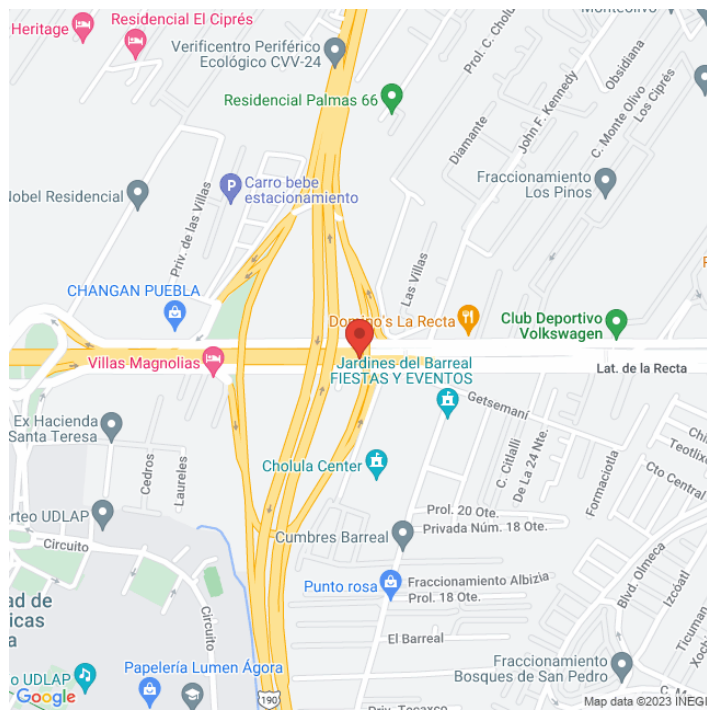 Heritage
Residencial El Ciprés
Verificentro Periférico
Ecológico CVV-24
Residencial Palmas 66
Prol. C. Cholu
Diamante
John F. Kennedy
Obsidiana
C. Monte Olivo
Los Ciprés
Monteolivo
Fraccionamiento
Los Pinos
Nobel Residencial
Carro bebe
estacionamiento
Priv. de las Villas
CHANGAN PUEBLA
Las Villas
Domino's La Recta
Club Deportivo
Volkswagen
Villas Magnolias
Jardines del Barreal
FIESTAS Y EVENTOS
Lat. de la Recta
Getsemaní
Ex Hacienda
Santa Teresa
Cedros
Laureles
Cholula Center
C. Citlalli
De La 24 Nte.
Formaciotla
Chi
Teotlixc
Cto Central
Prol. 20 Ote.
Privada Núm. 18 Ote.
orteo UDLAP
Circuito
Cumbres Barreal
Punto rosa
Fraccionamiento Albizia
Prol. 18 Ote.
Blvd. Olmeca
Izcóatl
Ticuman
Xoch
ad de
icas
a
Circuito
El Barreal
Fraccionamiento
Bosques de San Pedro
o UDLAP
Papelería Lumen Ágora
190
C. M
Priv. Tocaxco
Google
Map data ©2023 INEGI